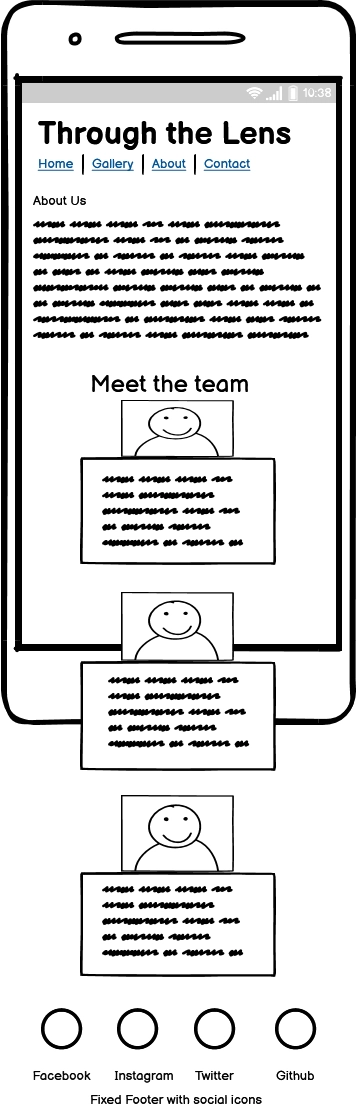 10:38
Through the Lens
Home | Gallery | About | Contact
About Us
Meet the team
Facebook Instagram Twitter Github
Fixed Footer with social icons